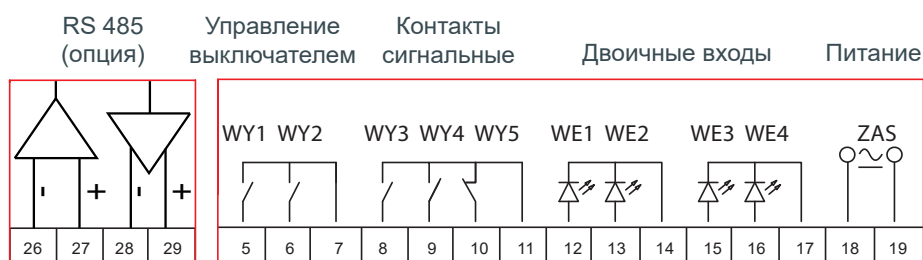 RS 485
(опция)
Управление
выключателем
Контакты
сигнальные
Двоичные входы
Питание
WY1 WY2 WY3 WY4 WY5 WE1 WE2 WE3 WE4 ZAS
- + - +
26 27 28 29 5 6 7 8 9 10 11 12 13 14 15 16 17 18 19